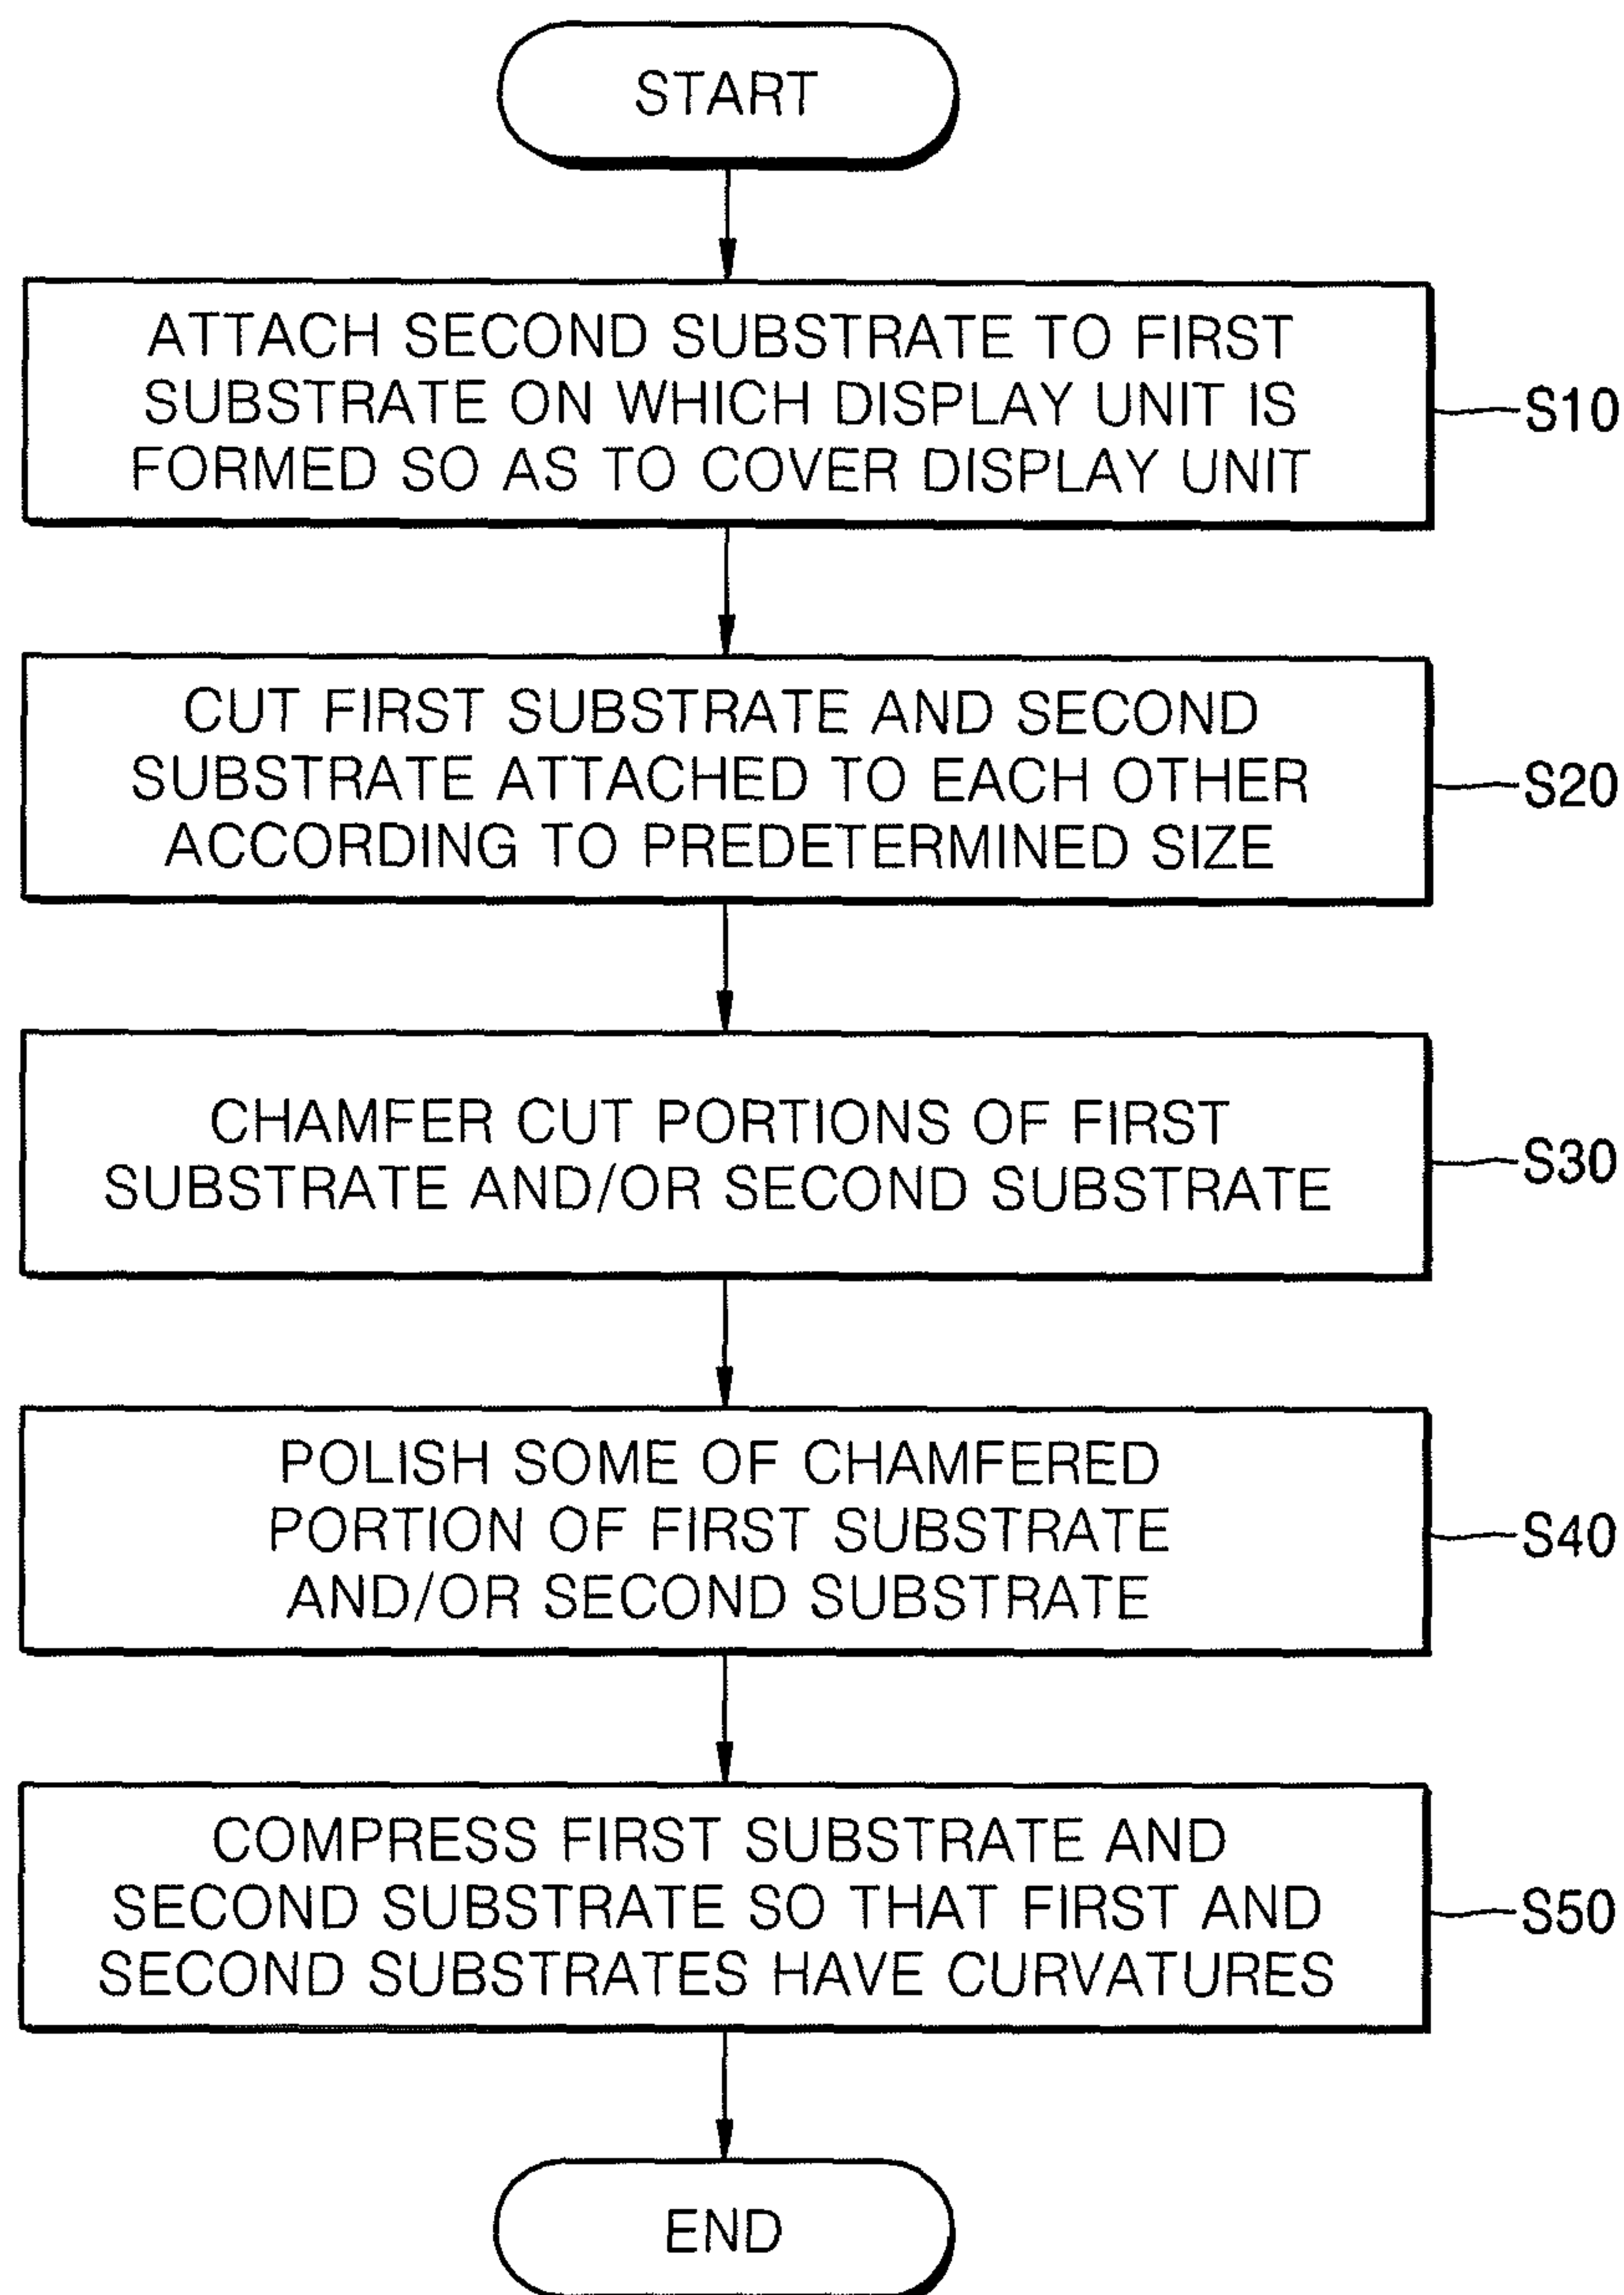 START
ATTACH SECOND SUBSTRATE TO FIRST
SUBSTRATE ON WHICH DISPLAY UNIT IS
FORMED SO AS TO COVER DISPLAY UNIT
S10
CUT FIRST SUBSTRATE AND SECOND
SUBSTRATE ATTACHED TO EACH OTHER
ACCORDING TO PREDETERMINED SIZE
S20
CHAMFER CUT PORTIONS OF FIRST
SUBSTRATE AND/OR SECOND SUBSTRATE
S30
POLISH SOME OF CHAMFERED
PORTION OF FIRST SUBSTRATE
AND/OR SECOND SUBSTRATE
S40
COMPRESS FIRST SUBSTRATE AND
SECOND SUBSTRATE SO THAT FIRST AND
SECOND SUBSTRATES HAVE CURVATURES
S50
END